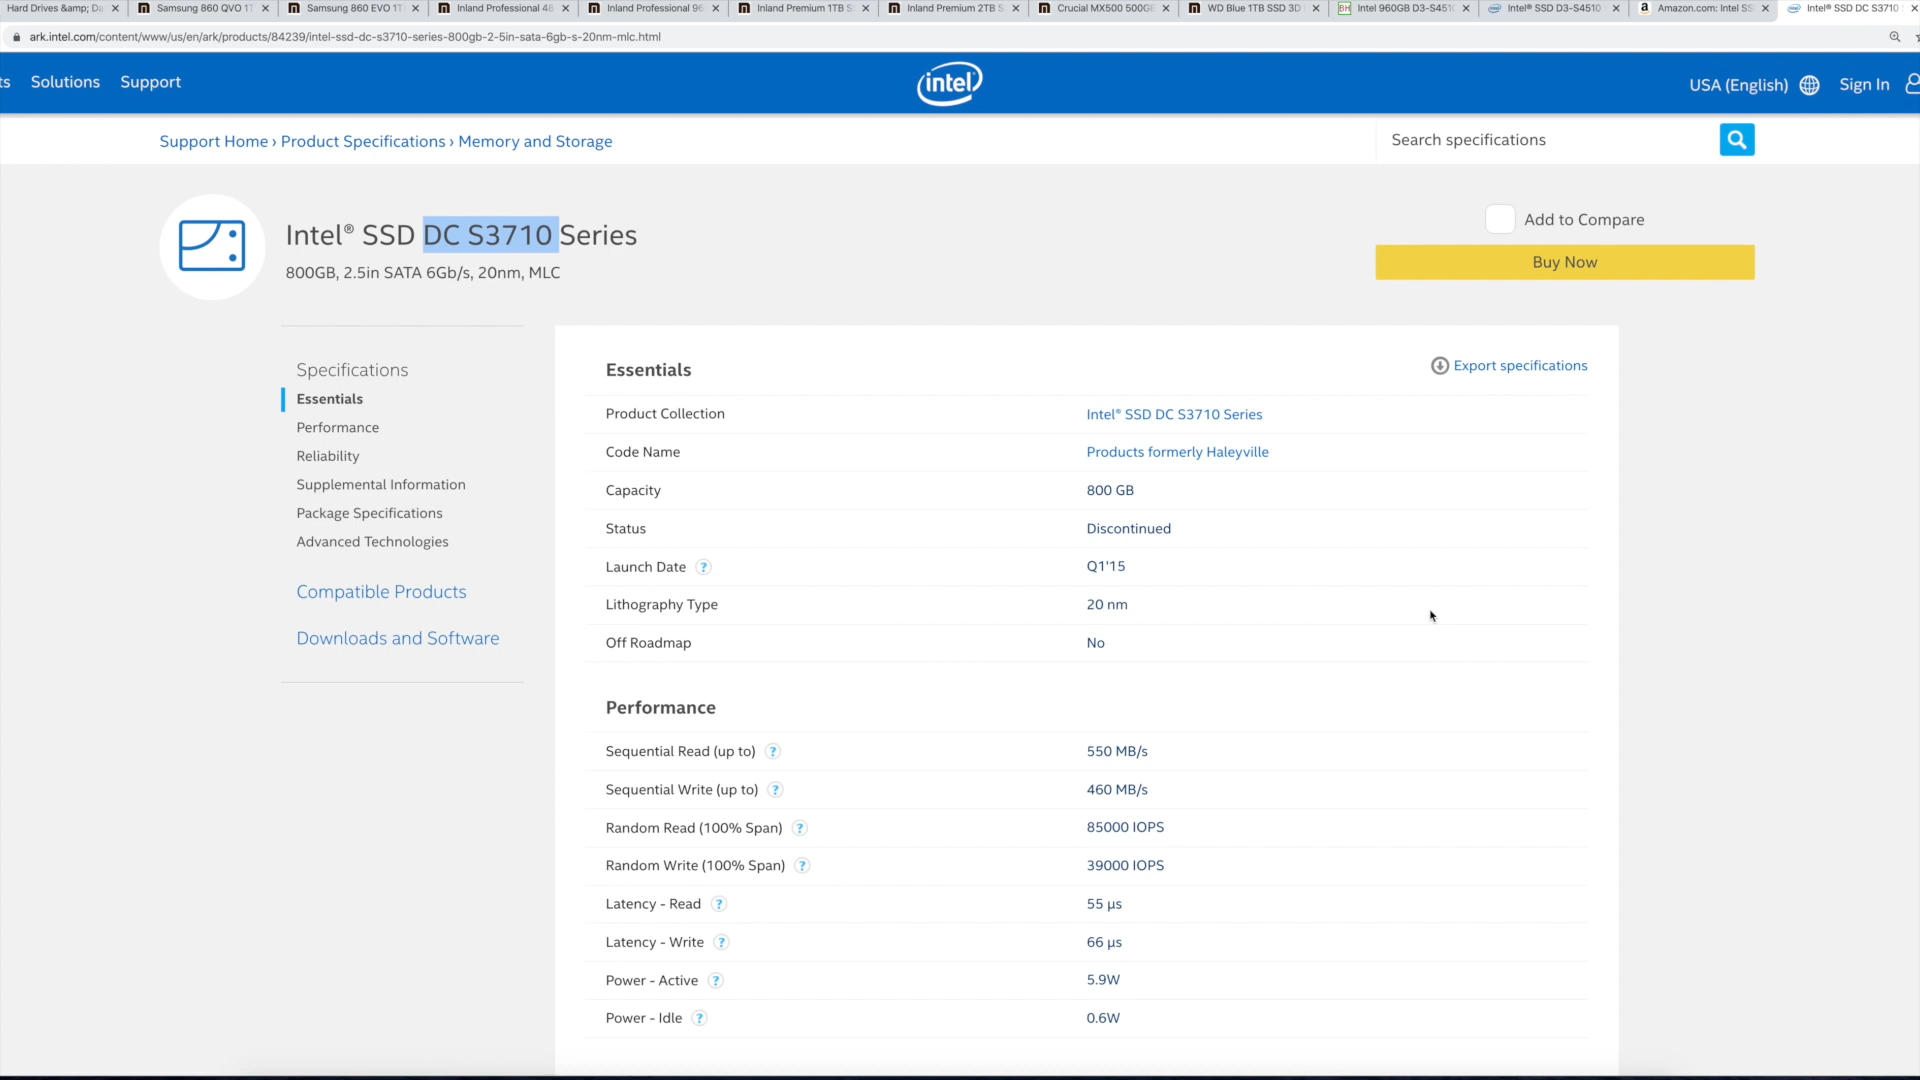 Hard Drives &amp; Da
Samsung 860 QVO 1T
Samsung 860 EVO 1T
Inland Professional 48
Inland Professional 96
Inland Premium 1TB S
Inland Premium 2TB S
Crucial MX500 500GB
WD Blue 1TB SSD 3D
BH Intel 960GB D3-S451
Intel® SSD D3-S4510
Amazon.com: Intel SS
Intel® SSD DC S3710
ark.intel.com/content/www/us/en/ark/products/84239/intel-ssd-dc-s3710-series-800gb-2-5in-sata-6gb-s-20nm-mlc.html
ts Solutions Support
intel
USA (English) Sign In
Support Home › Product Specifications › Memory and Storage
Search specifications
Intel® SSD DC S3710 Series
800GB, 2.5in SATA 6Gb/s, 20nm, MLC
Add to Compare
Buy Now
Specifications
Essentials
Performance
Reliability
Supplemental Information
Package Specifications
Advanced Technologies
Compatible Products
Downloads and Software
Essentials
Export specifications
Product Collection Intel® SSD DC S3710 Series
Code Name Products formerly Haleyville
Capacity 800 GB
Status Discontinued
Launch Date ? Q1'15
Lithography Type 20 nm
Off Roadmap No
Performance
Sequential Read (up to) ? 550 MB/s
Sequential Write (up to) ? 460 MB/s
Random Read (100% Span) ? 85000 IOPS
Random Write (100% Span) ? 39000 IOPS
Latency - Read ? 55 µs
Latency - Write ? 66 µs
Power - Active ? 5.9W
Power - Idle ? 0.6W